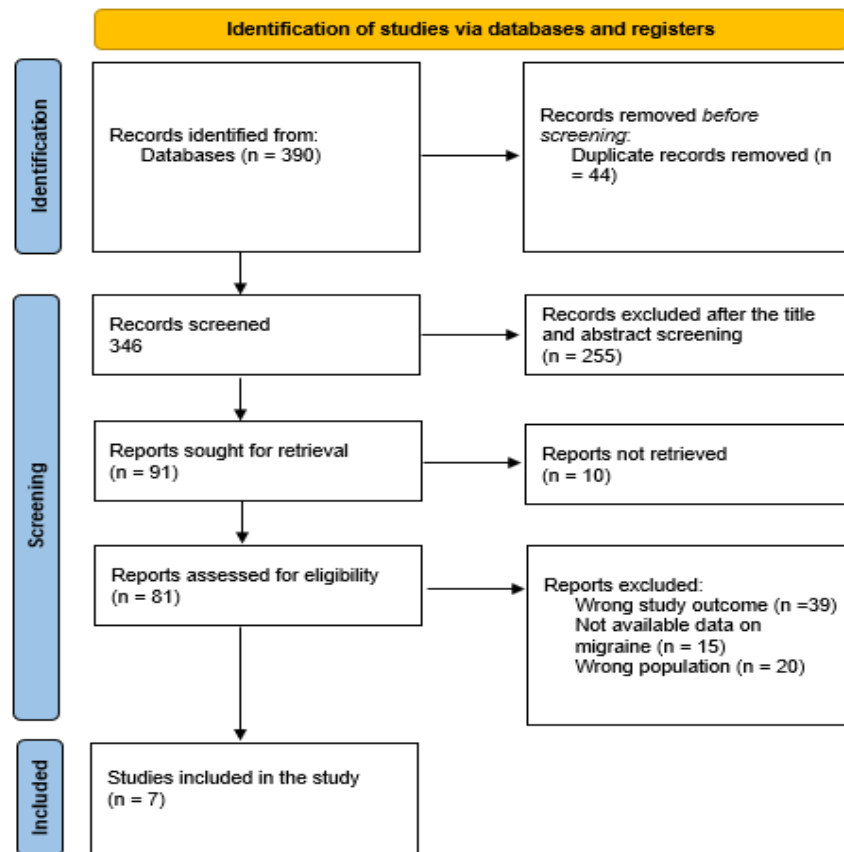 Identification of studies via databases and registers
Identification
Records identified from:
Databases (n = 390)
Records removed before
screening:
Duplicate records removed (n
= 44)
Screening
Records screened
346
Records excluded after the title
and abstract screening
(n = 255)
Reports sought for retrieval
(n = 91)
Reports not retrieved
(n = 10)
Reports assessed for eligibility
(n = 81)
Reports excluded:
Wrong study outcome (n =39)
Not available data on
migraine (n = 15)
Wrong population (n = 20)
Included
Studies included in the study
(n = 7)